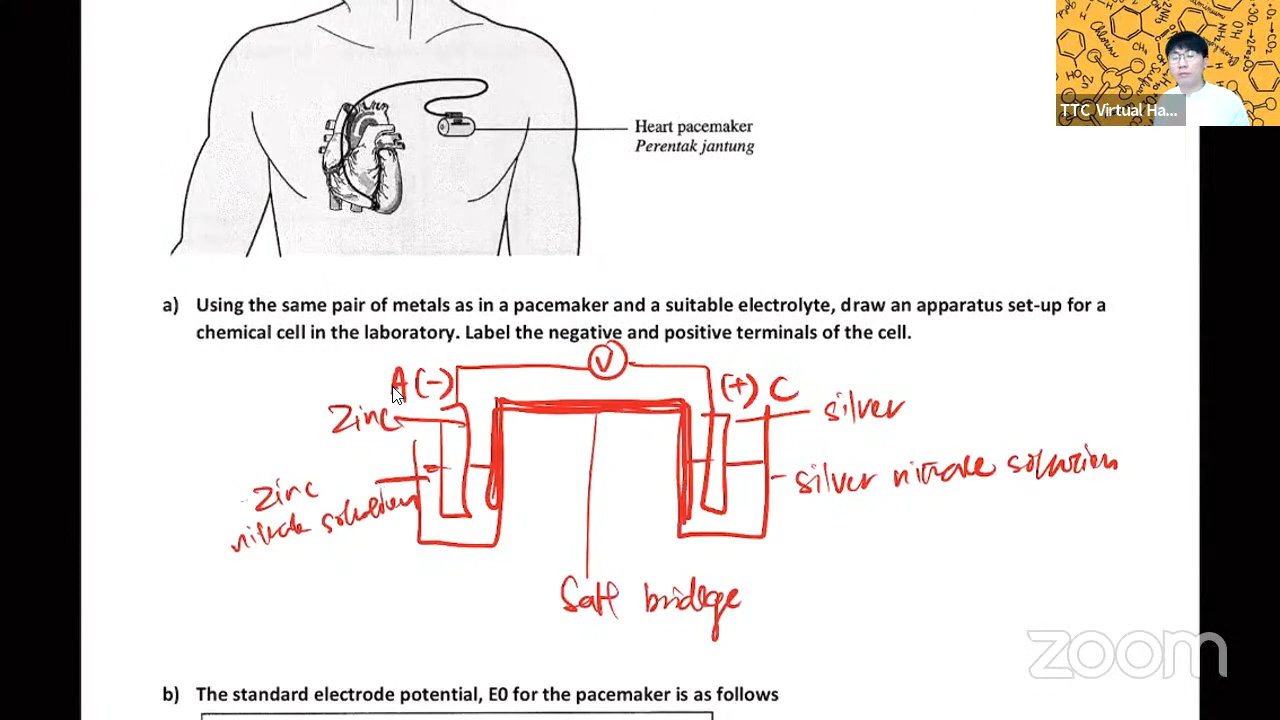 TTC Virtual Ha...
Heart pacemaker
Perentak jantung
a) Using the same pair of metals as in a pacemaker and a suitable electrolyte, draw an apparatus set-up for a
chemical cell in the laboratory. Label the negative and positive terminals of the cell.
V
A (-)
(+) C
Zinc
silver
zinc
nitrate solution
silver nitrate solution
Salt bridge
zoom
b) The standard electrode potential, E0 for the pacemaker is as follows